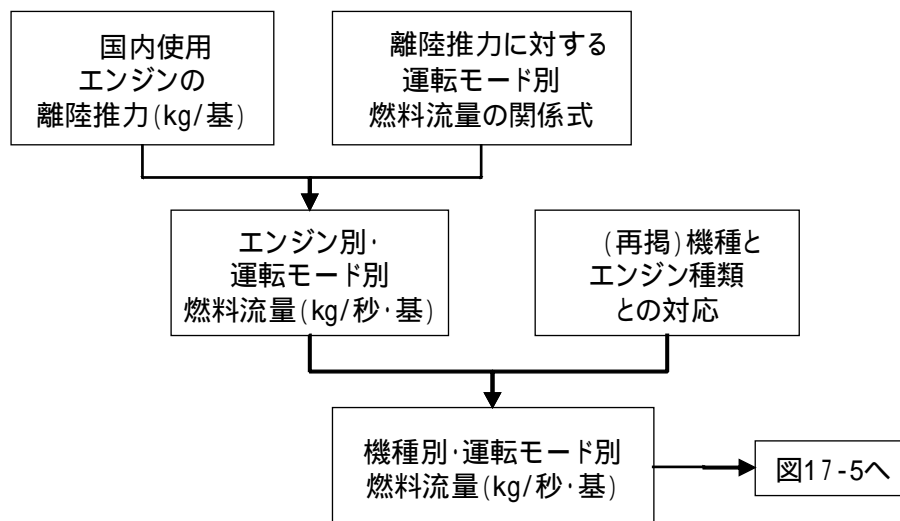 国内使用
エンジンの
離陸推力(kg/基)
離陸推力に対する
運転モード別
燃料流量の関係式
エンジン別・
運転モード別
燃料流量(kg/秒・基)
(再掲)機種と
エンジン種類
との対応
機種別・運転モード別
燃料流量(kg/秒・基)
図17-5へ